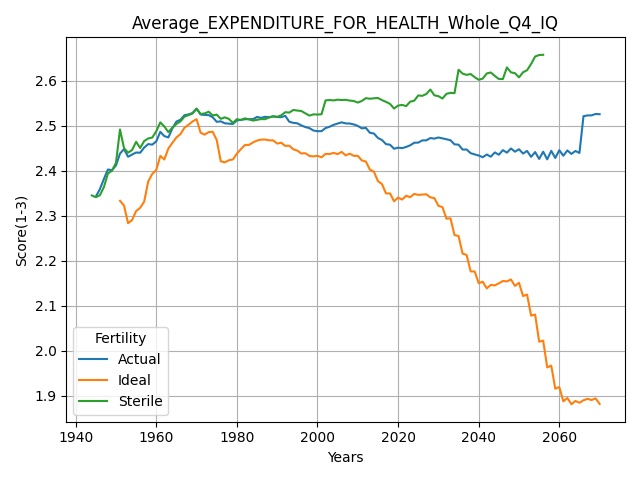 Average_EXPENDITURE_FOR_HEALTH_Whole_Q4_IQ
Score(1-3)
2.6
2.5
2.4
2.3
2.2
2.1
2.0
1.9
Fertility
Actual
Ideal
Sterile
1940 1960 1980 2000 2020 2040 2060
Years